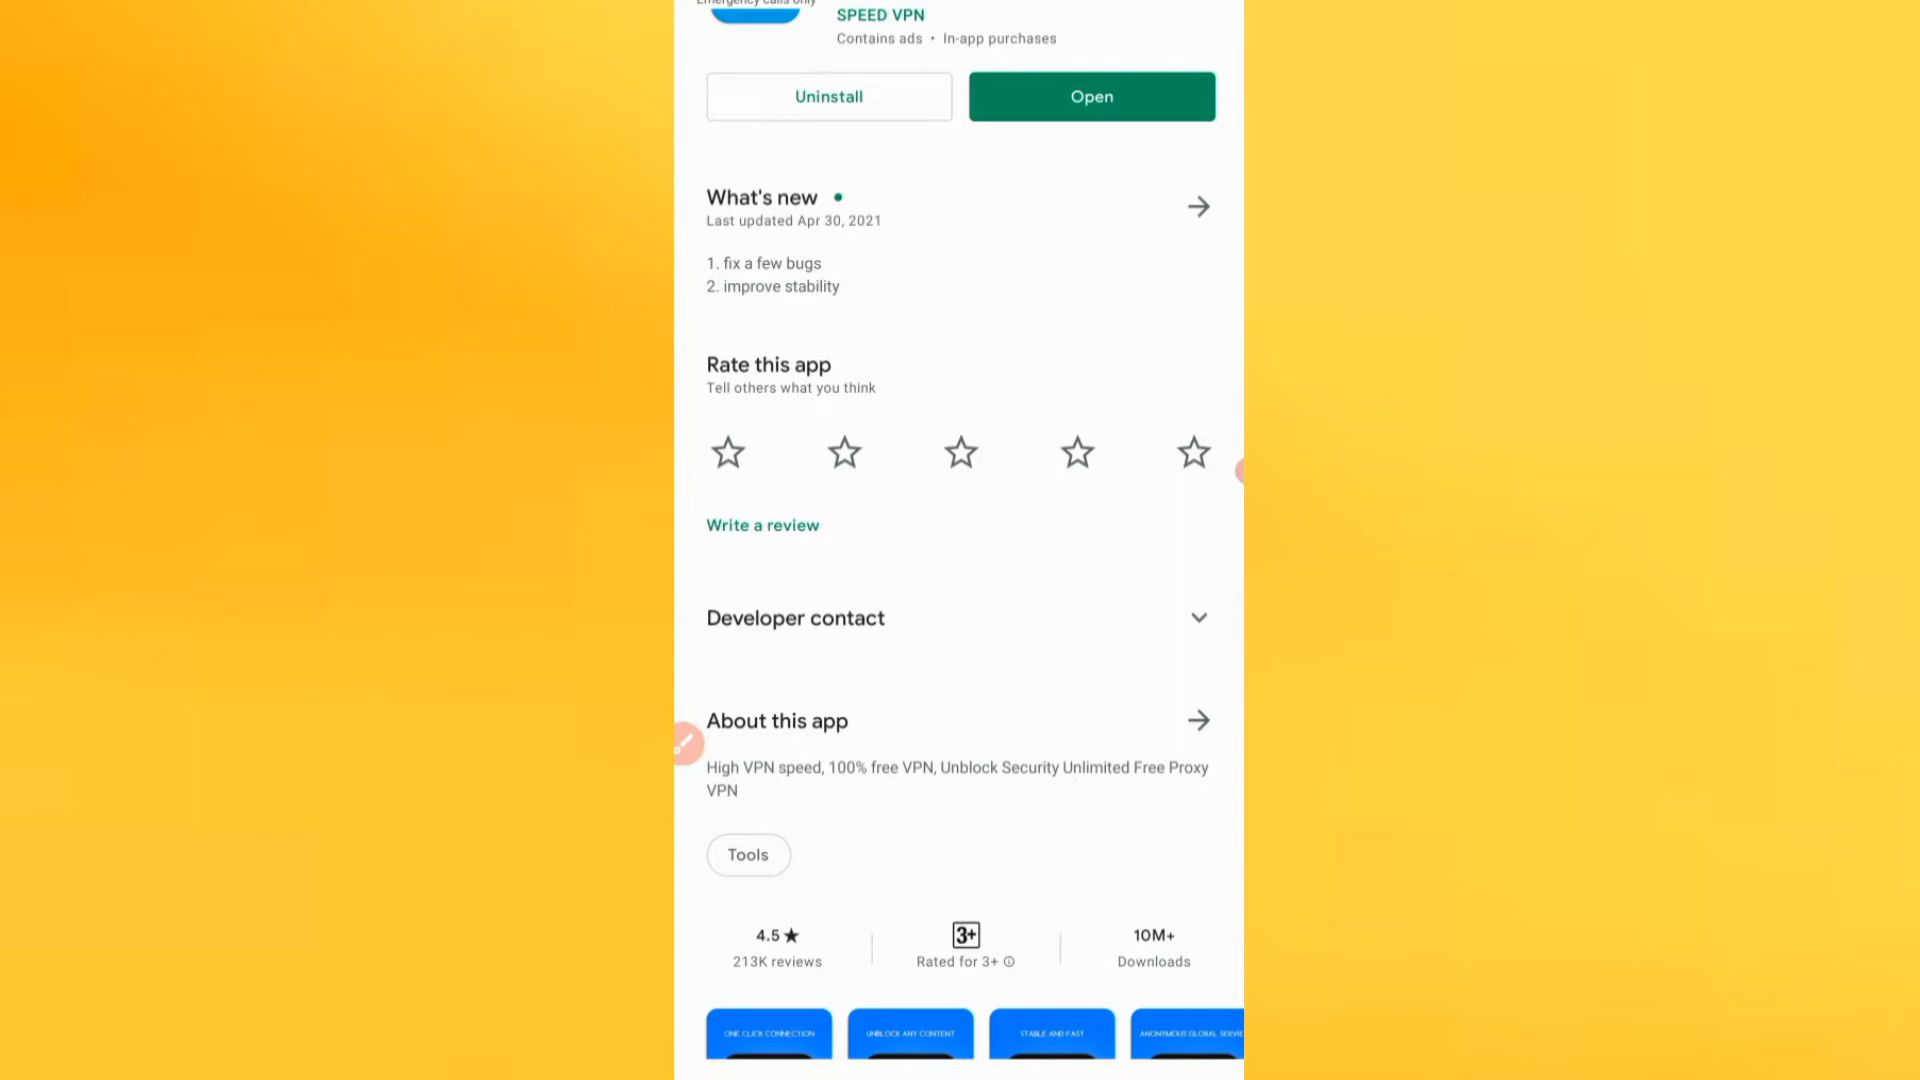 Emergency calls only
SPEED VPN
Contains ads • In-app purchases
Uninstall
Open
What's new •
Last updated Apr 30, 2021
1. fix a few bugs
2. improve stability
Rate this app
Tell others what you think
Write a review
Developer contact
About this app
High VPN speed, 100% free VPN, Unblock Security Unlimited Free Proxy
VPN
Tools
4.5★
3+
10M+
213K reviews
Rated for 3+
Downloads
ONE CLICK CONNECTION
UNBLOCK ANY CONTENT
STABLE AND FAST
ANONYMOUS GLOBAL